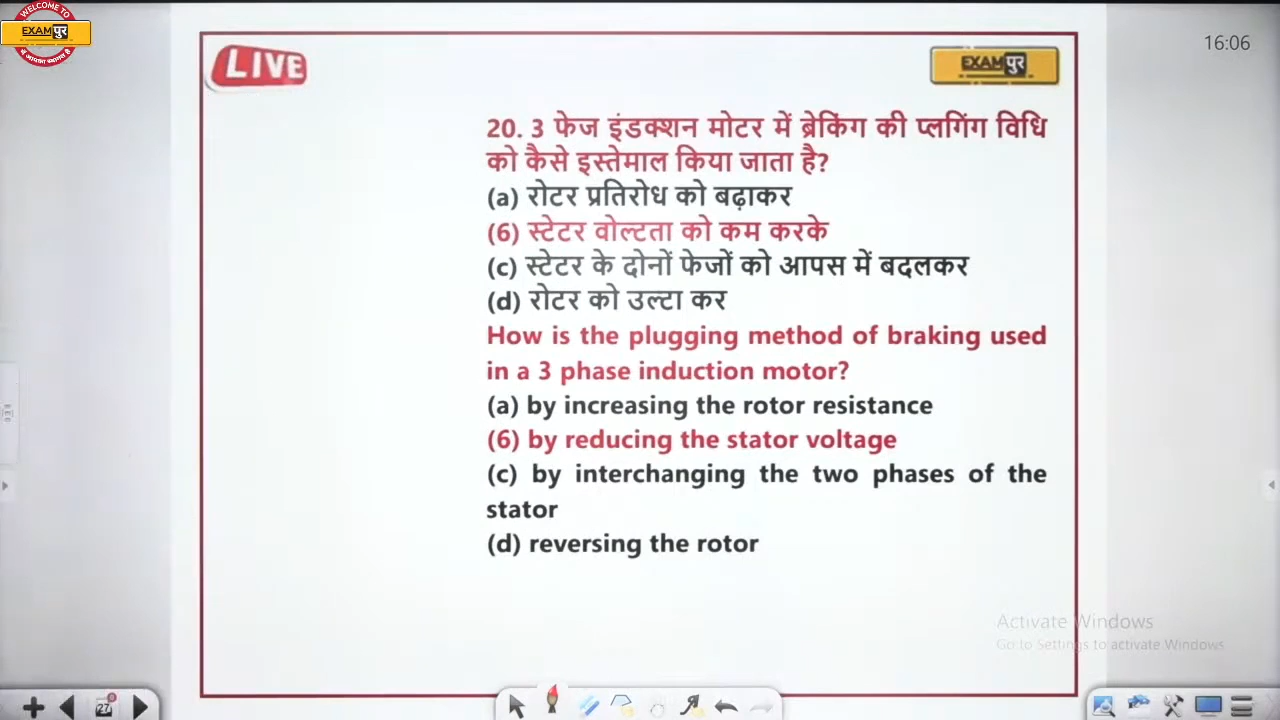 WELCOME TO
EXAMपुर
16:06
LIVE
EXAMपुर
20. 3 फेज इंडक्शन मोटर में ब्रेकिंग की प्लगिंग विधि
को कैसे इस्तेमाल किया जाता है?
(a) रोटर प्रतिरोध को बढ़ाकर
(6) स्टेटर वोल्टता को कम करके
(c) स्टेटर के दोनों फेजों को आपस में बदलकर
(d) रोटर को उल्टा कर
How is the plugging method of braking used
in a 3 phase induction motor?
(a) by increasing the rotor resistance
(6) by reducing the stator voltage
(c) by interchanging the two phases of the
stator
(d) reversing the rotor
Activate Windows
Go to Settings to activate Windows
27